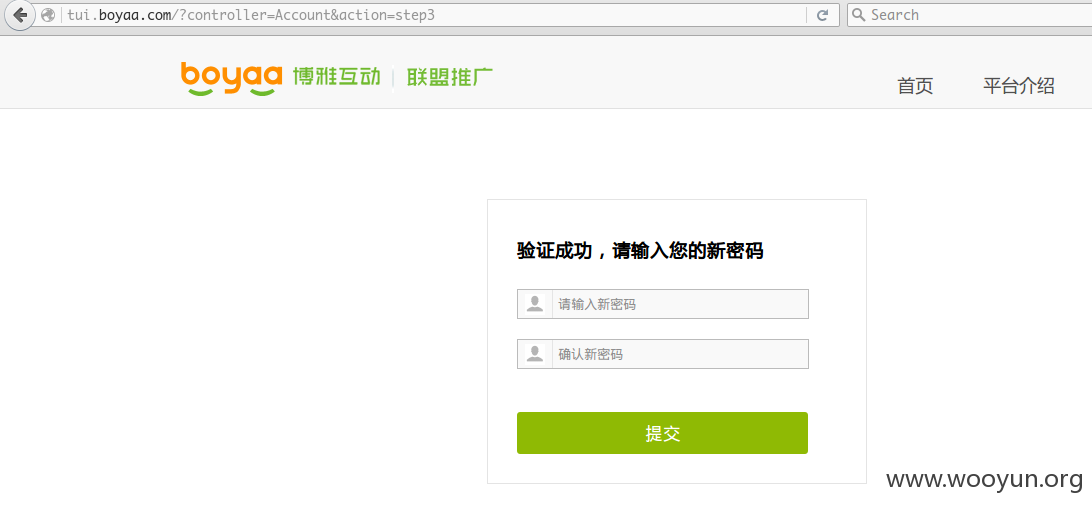 tui.boyaa.com/?controller=Account&action=step3
Search
boyaa 博雅互动 | 联盟推广
首页 平台介绍
验证成功，请输入您的新密码
请输入新密码
确认新密码
提交
www.wooyun.org